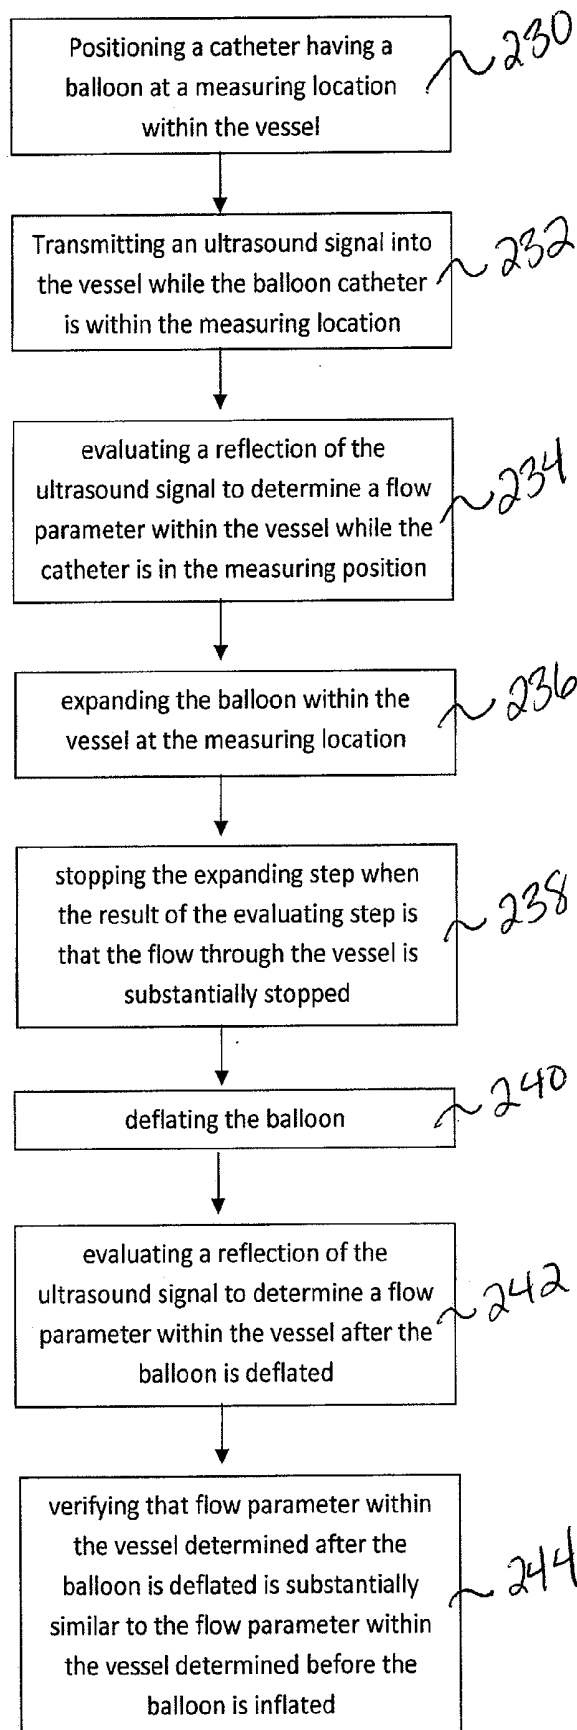 Positioning a catheter having a
balloon at a measuring location
within the vessel
230
Transmitting an ultrasound signal into
the vessel while the balloon catheter
is within the measuring location
232
evaluating a reflection of the
ultrasound signal to determine a flow
parameter within the vessel while the
catheter is in the measuring position
234
expanding the balloon within the
vessel at the measuring location
236
stopping the expanding step when
the result of the evaluating step is
that the flow through the vessel is
substantially stopped
238
deflating the balloon
240
evaluating a reflection of the
ultrasound signal to determine a flow
parameter within the vessel after the
balloon is deflated
242
verifying that flow parameter within
the vessel determined after the
balloon is deflated is substantially
similar to the flow parameter within
the vessel determined before the
balloon is inflated
244